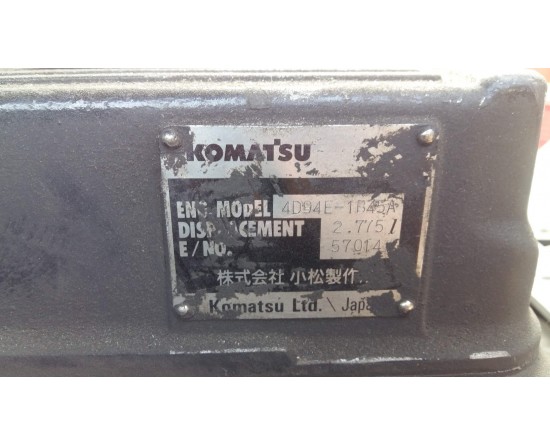 KOMATSU
ENG MODEL 4D94E-1B45A
DISPLACEMENT 2.775 l
E/NO. 57014
株式会社 小松製作
Komatsu Ltd. Japan